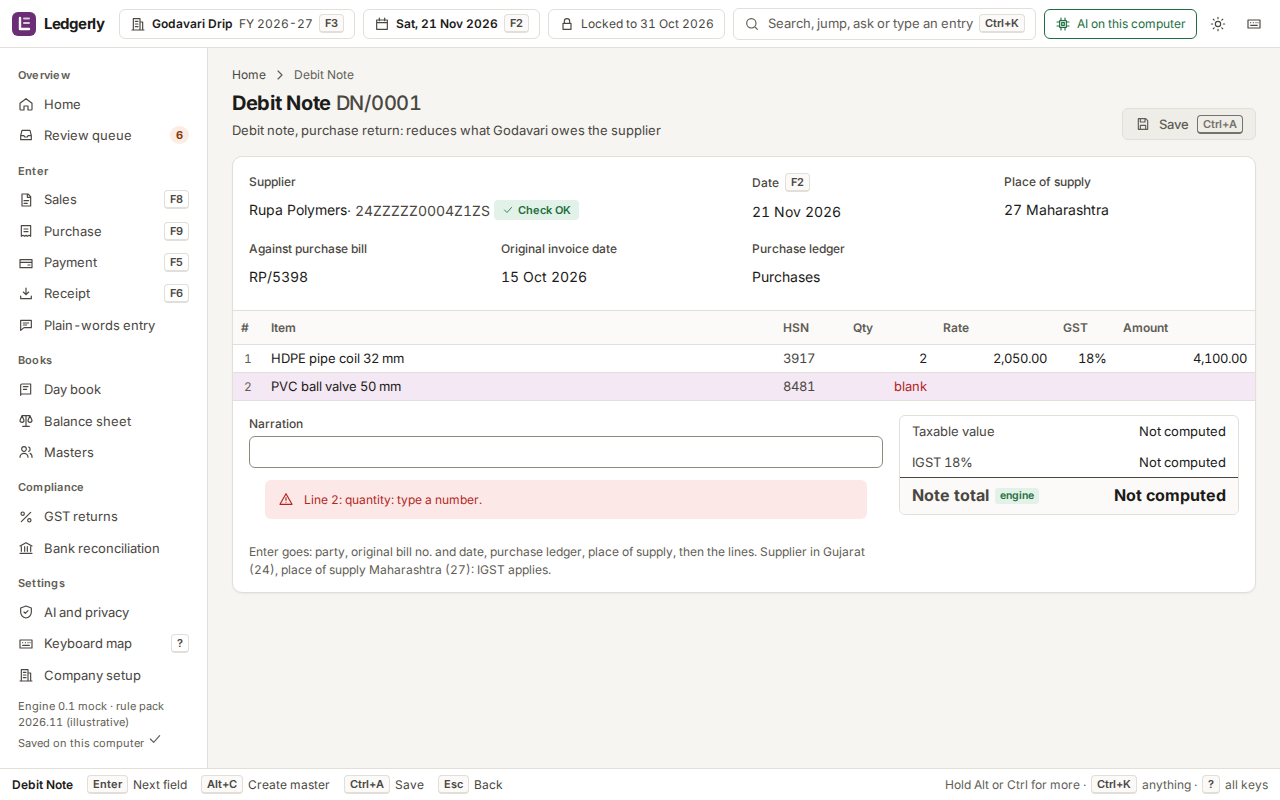 Ledgerly
Godavari Drip FY 2026-27 F3
Sat, 21 Nov 2026 F2
Locked to 31 Oct 2026
Search, jump, ask or type an entry Ctrl+K
AI on this computer
Overview
Home
Review queue 6
Enter
Sales F8
Purchase F9
Payment F5
Receipt F6
Plain-words entry
Books
Day book
Balance sheet
Masters
Compliance
GST returns
Bank reconciliation
Settings
AI and privacy
Keyboard map ?
Company setup
Engine 0.1 mock · rule pack
2026.11 (illustrative)
Saved on this computer
Home > Debit Note
Debit Note DN/0001
Debit note, purchase return: reduces what Godavari owes the supplier
Save Ctrl+A
Supplier
Rupa Polymers· 24ZZZZZ0004Z1ZS Check OK
Date F2
21 Nov 2026
Place of supply
27 Maharashtra
Against purchase bill
RP/5398
Original invoice date
15 Oct 2026
Purchase ledger
Purchases
# Item HSN Qty Rate GST Amount
1 HDPE pipe coil 32 mm 3917 2 2,050.00 18% 4,100.00
2 PVC ball valve 50 mm 8481 blank
Narration
Line 2: quantity: type a number.
Enter goes: party, original bill no. and date, purchase ledger, place of supply, then the lines. Supplier in Gujarat
(24), place of supply Maharashtra (27): IGST applies.
Taxable value Not computed
IGST 18% Not computed
Note total engine Not computed
Debit Note Enter Next field Alt+C Create master Ctrl+A Save Esc Back
Hold Alt or Ctrl for more · Ctrl+K anything · ? all keys